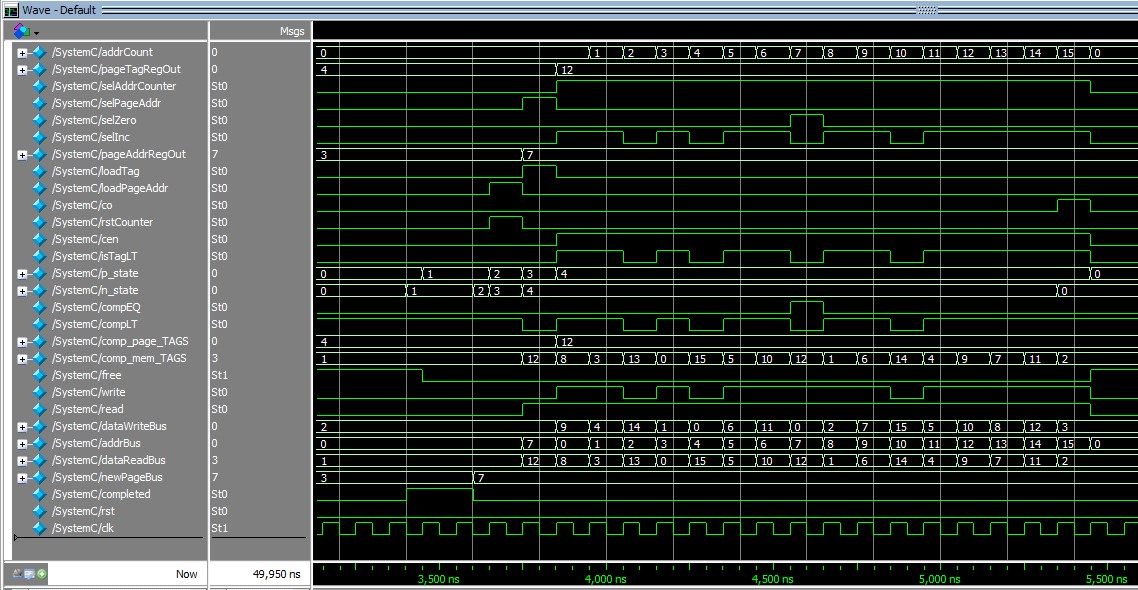 Wave - Default
Msgs
/SystemC/addrCount 0 0 1 2 3 4 5 6 7 8 9 10 11 12 13 14 15 0
/SystemC/pageTagRegOut 0 4 12
/SystemC/selAddrCounter St0
/SystemC/selPageAddr St0
/SystemC/selZero St0
/SystemC/selInc St0
/SystemC/pageAddrRegOut 7 3 7
/SystemC/loadTag St0
/SystemC/loadPageAddr St0
/SystemC/co St0
/SystemC/rstCounter St0
/SystemC/cen St0
/SystemC/isTagLT St0
/SystemC/p_state 0 0 1 2 3 4 0
/SystemC/n_state 0 0 1 2 3 4 0
/SystemC/compEQ St0
/SystemC/compLT St0
/SystemC/comp_page_TAGS 0 4 12
/SystemC/comp_mem_TAGS 3 1 12 8 3 13 0 15 5 10 12 1 6 14 4 9 7 11 2
/SystemC/free St1
/SystemC/write St0
/SystemC/read St0
/SystemC/dataWriteBus 0 2 9 4 14 1 0 6 11 0 2 7 15 5 10 8 12 3
/SystemC/addrBus 0 0 7 0 1 2 3 4 5 6 7 8 9 10 11 12 13 14 15 0
/SystemC/dataReadBus 3 1 12 8 3 13 0 15 5 10 12 1 6 14 4 9 7 11 2
/SystemC/newPageBus 7 3 7
/SystemC/completed St0
/SystemC/rst St0
/SystemC/clk St1
Now 49,950 ns 3,500 ns 4,000 ns 4,500 ns 5,000 ns 5,500 ns